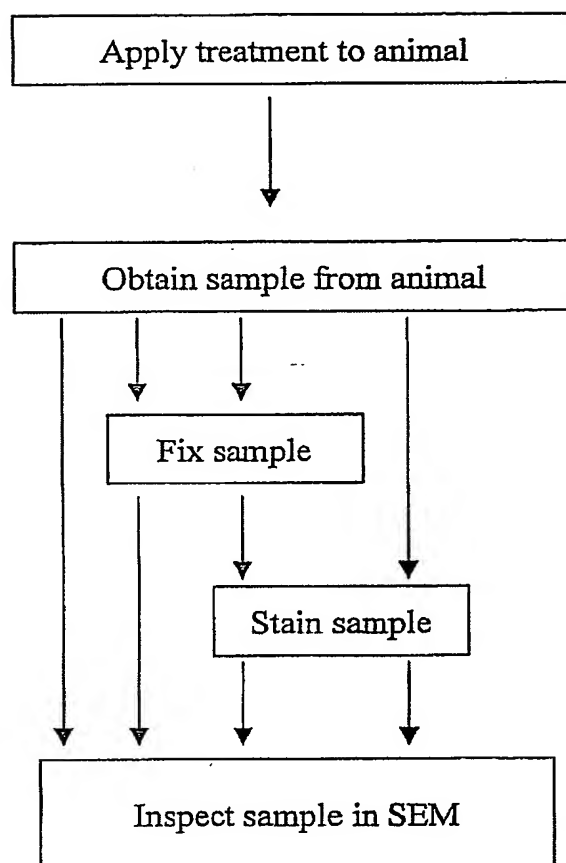 Apply treatment to animal
Obtain sample from animal
Fix sample
Stain sample
Inspect sample in SEM